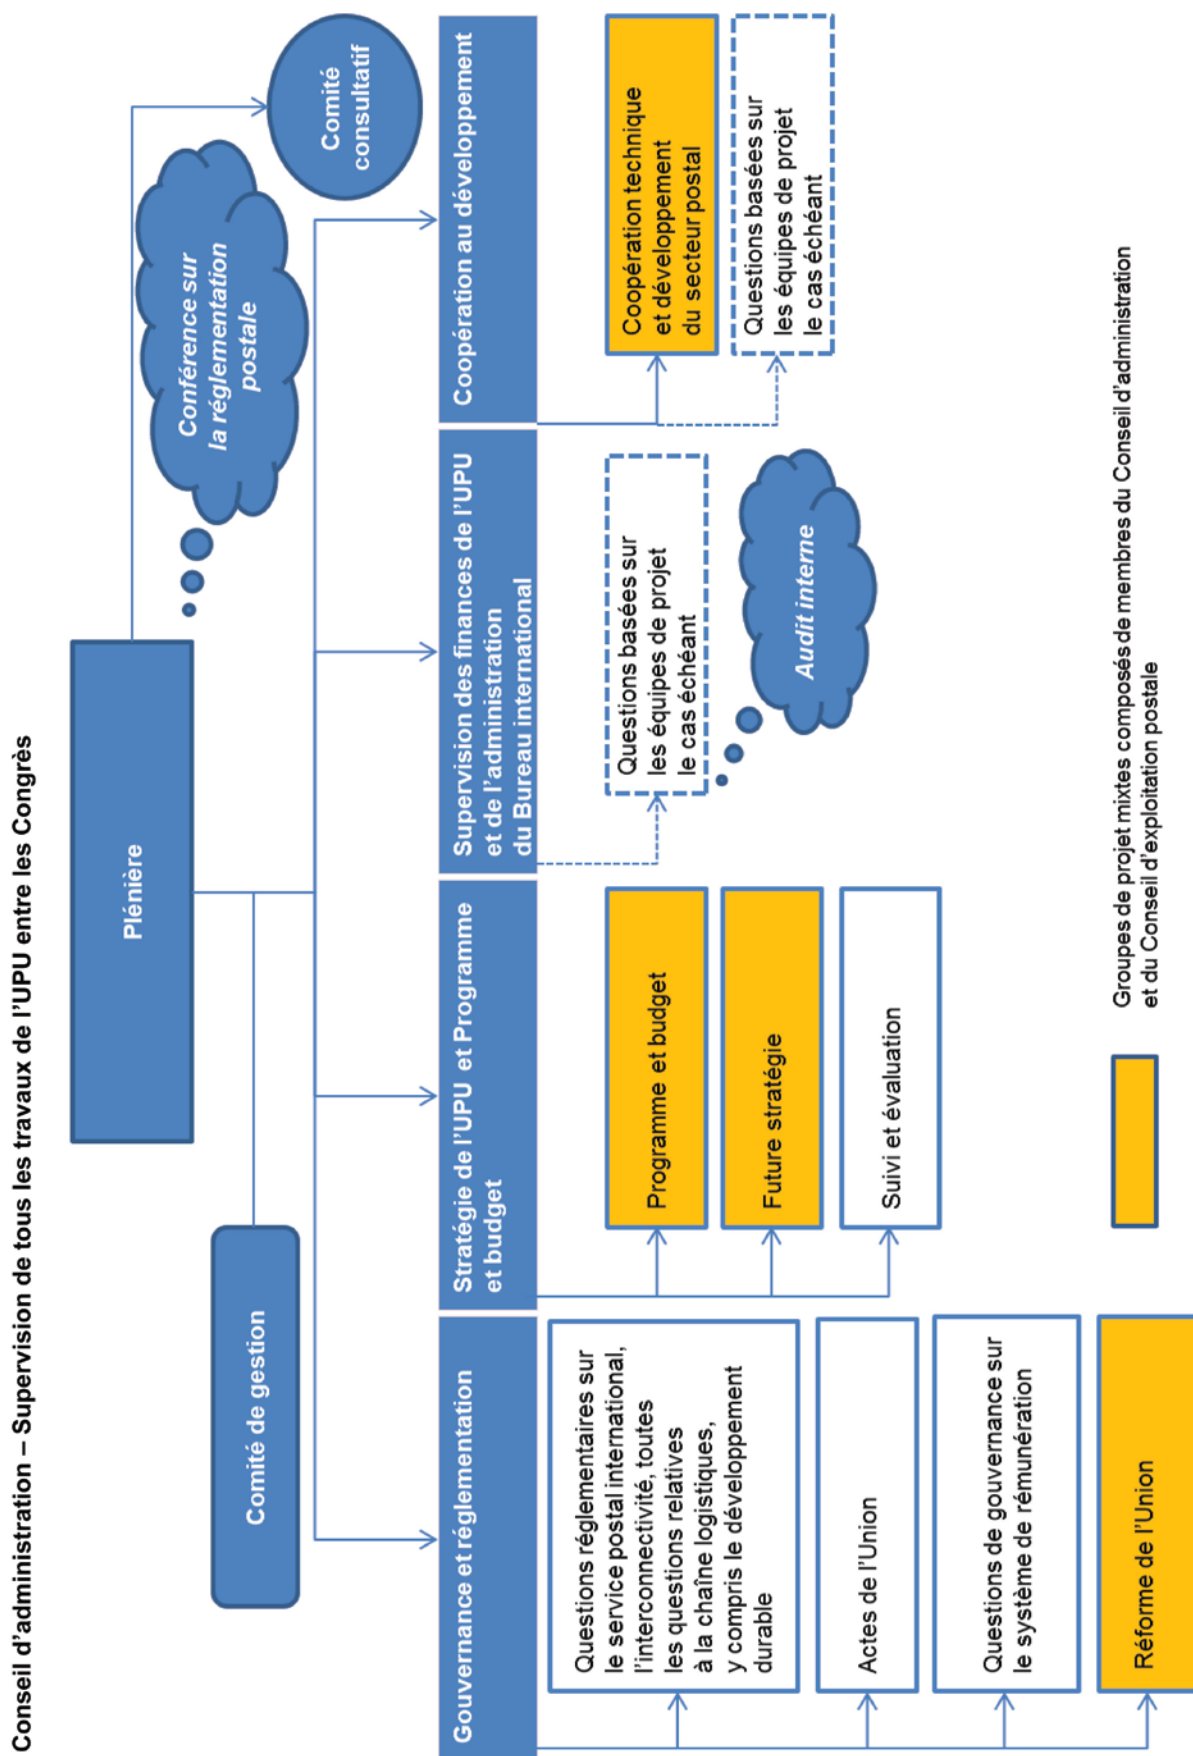 Conseil d'administration – Supervision de tous les travaux de l'UPU entre les Congrès
Plénière
Conférence sur
la réglementation
postale
Comité
consultatif
Comité de gestion
Gouvernance et réglementation
Questions réglementaires sur
le service postal international,
l'interconnectivité, toutes
les questions relatives
à la chaîne logistiques,
y compris le développement
durable
Actes de l'Union
Questions de gouvernance sur
le système de rémunération
Réforme de l'Union
Stratégie de l'UPU et Programme
et budget
Programme et budget
Future stratégie
Suivi et évaluation
Supervision des finances de l'UPU
et de l'administration
du Bureau international
Questions basées sur
les équipes de projet
le cas échéant
Audit interne
Coopération au développement
Coopération technique
et développement
du secteur postal
Questions basées sur
les équipes de projet
le cas échéant
Groupes de projet mixtes composés de membres du Conseil d'administration
et du Conseil d'exploitation postale